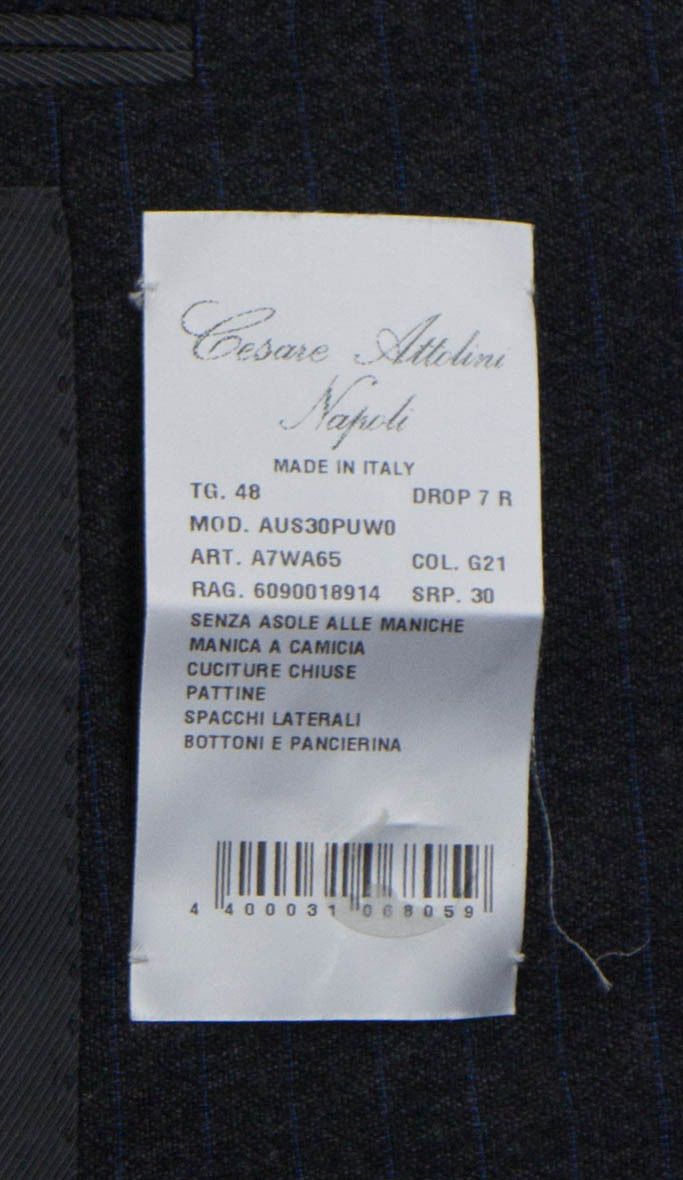 Cesare Attolini
Napoli
MADE IN ITALY
TG. 48 DROP 7 R
MOD. AUS30PUW0
ART. A7WA65 COL. G21
RAG. 6090018914 SRP. 30
SENZA ASOLE ALLE MANICHE
MANICA A CAMICIA
CUCITURE CHIUSE
PATTINE
SPACCHI LATERALI
BOTTONI E PANCIERINA
4 400031 068059